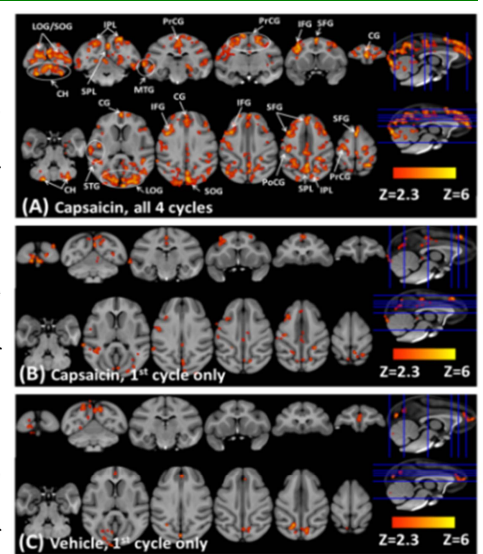 LOG/SOG IPL PrCG PrCG IFG SFG CG
CH SPL MTG
CG IFG CG IFG SFG SFG
CH STG LOG SOG PoCG SPL IPL PrCG
Z=2.3 Z=6
(A) Capsaicin, all 4 cycles
Z=2.3 Z=6
(B) Capsaicin, 1st cycle only
Z=2.3 Z=6
(C) Vehicle, 1st cycle only